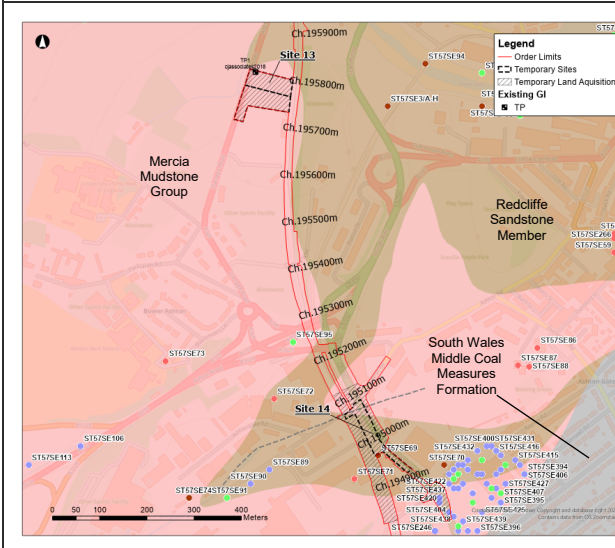 Ch.195900m
ST57
Legend
Order Limits
Temporary Sites
Temporary Land Aquisition
Existing GI
TP
TP1
Site 13
ST57SE94
Ch.195800m
ST57SE3/A-H
Ch.195700m
Mercia
Mudstone
Group
Ch.195600m
Redcliffe
Sandstone
Member
ST57SE266
ST57SE59
Ch.195500m
Ch.195400m
Ch.195300m
ST57SE95
Ch.195200m
ST57SE73
South Wales
Middle Coal
Measures
Formation
ST57SE86
ST57SE87
ST57SE88
Ch.195100m
ST57SE72
Site 14
Ch.195000m
ST57SE106
ST57SE400
ST57SE431
ST57SE432
ST57SE416
ST57SE69
ST57SE415
ST57SE113
ST57SE70
ST57SE394
ST57SE89
ST57SE406
ST57SE90
ST57SE71
ST57SE422
ST57SE427
ST57SE437
ST57SE407
ST57SE74
ST57SE91
ST57SE395
0 50 100 200 300 400
Meters
ST57SE439
ST57SE246
ST57SE396